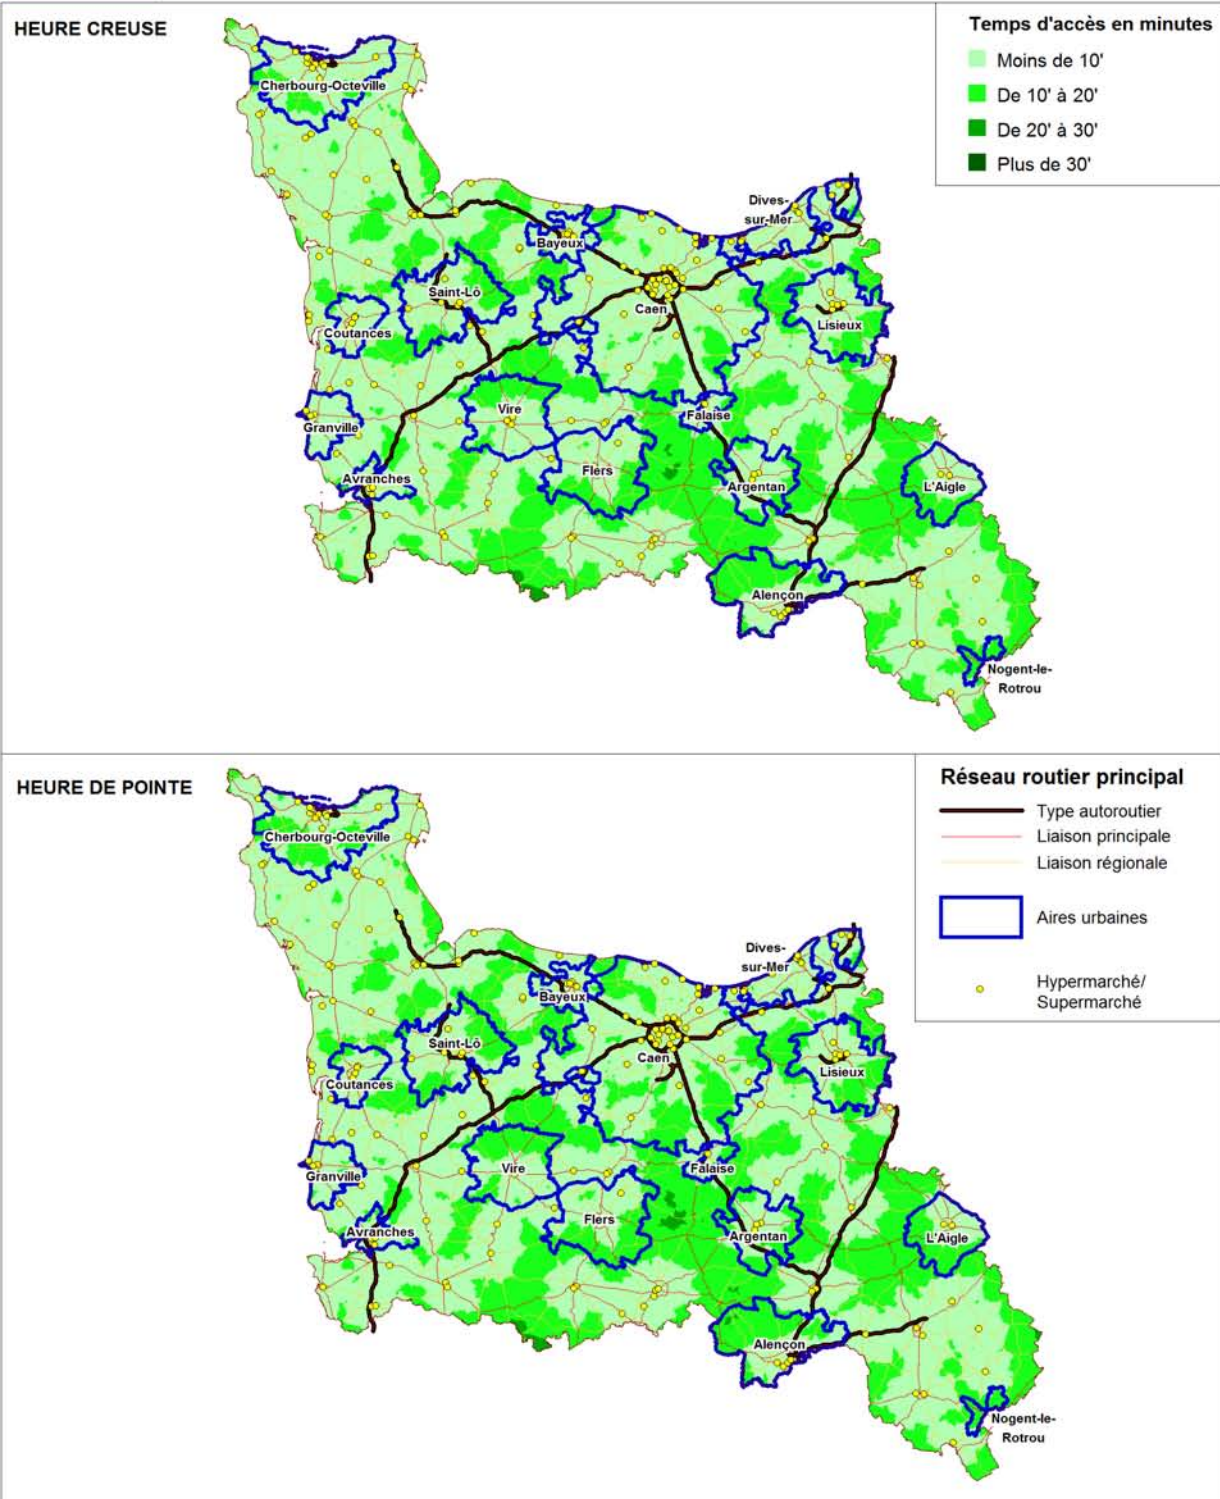 HEURE CREUSE
Temps d'accès en minutes
Moins de 10'
De 10' à 20'
De 20' à 30'
Plus de 30'
Cherbourg-Octeville
Dives-
sur-Mer
Bayeux
Saint-Lô
Caen
Lisieux
Coutances
Vire
Falaise
Granville
Flers
Avranches
Argentan
L'Aigle
Alençon
Nogent-le-
Rotrou
HEURE DE POINTE
Réseau routier principal
Type autoroutier
Liaison principale
Liaison régionale
Aires urbaines
Hypermarché/
Supermarché
Cherbourg-Octeville
Dives-
sur-Mer
Bayeux
Saint-Lô
Caen
Lisieux
Coutances
Vire
Falaise
Granville
Flers
Avranches
Argentan
L'Aigle
Alençon
Nogent-le-
Rotrou